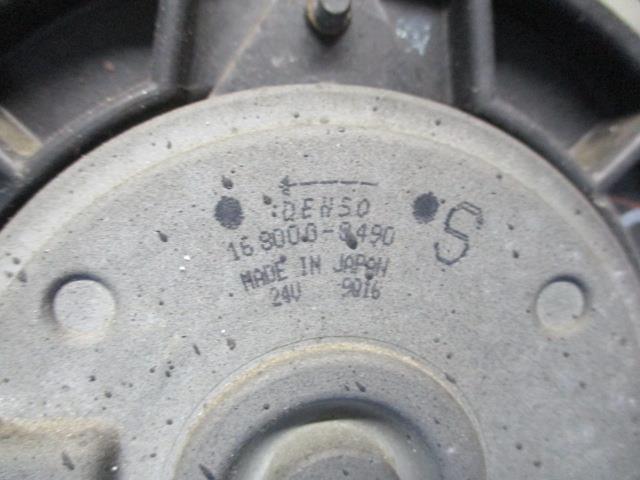 DENSO
168000-8490
MADE IN JAPAN
24V 9016
S